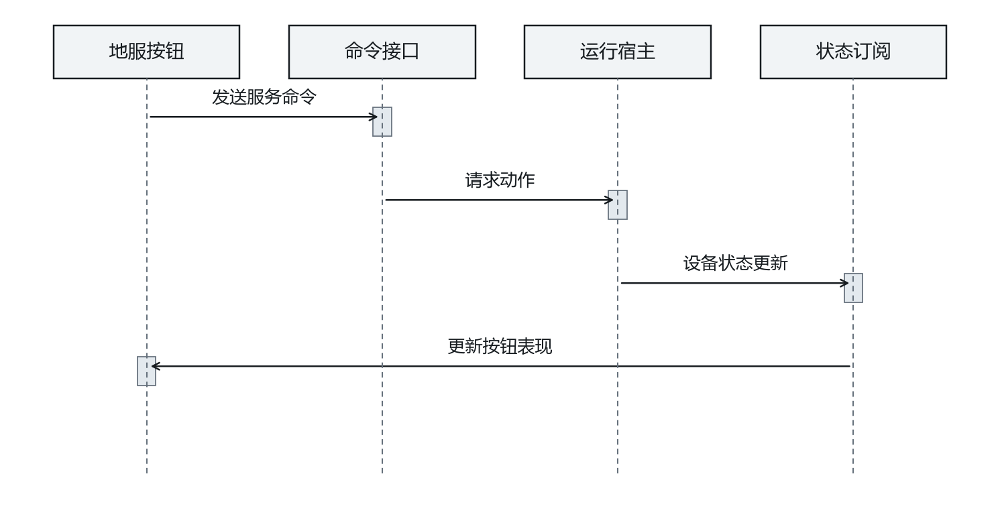 地服按钮
命令接口
运行宿主
状态订阅
发送服务命令
请求动作
设备状态更新
更新按钮表现